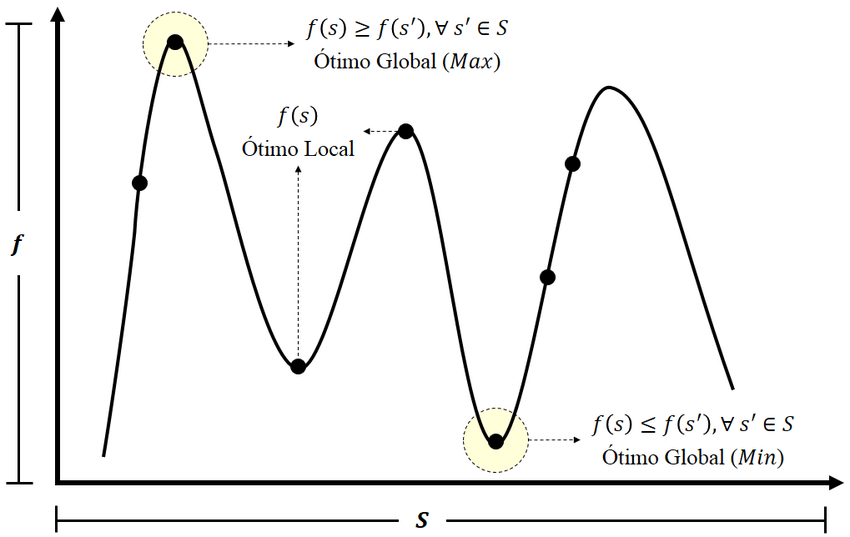 f(s) ≥ f(s′), ∀ s′ ∈ S
Ótimo Global (Max)
f(s)
Ótimo Local
f
f(s) ≤ f(s′), ∀ s′ ∈ S
Ótimo Global (Min)
S